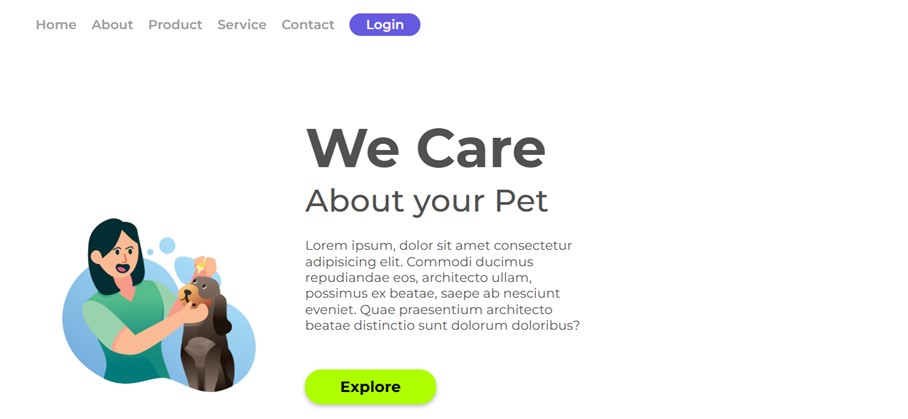 Home About Product Service Contact Login
We Care
About your Pet
Lorem ipsum, dolor sit amet consectetur
adipisicing elit. Commodi ducimus
repudiandae eos, architecto ullam,
possimus ex beatae, saepe ab nesciunt
eveniet. Quae praesentium architecto
beatae distinctio sunt dolorum doloribus?
Explore